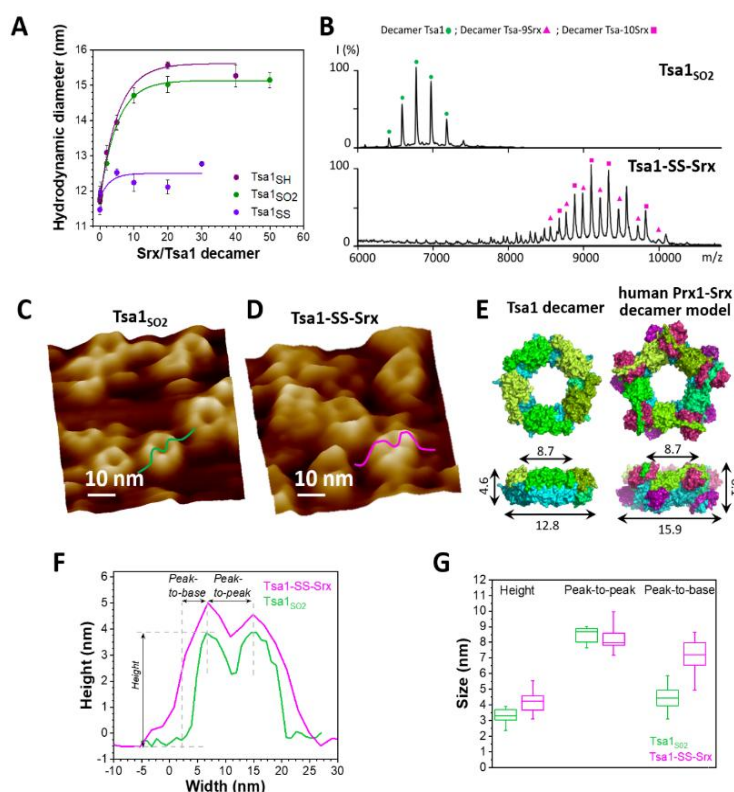 A
Hydrodynamic diameter (nm)
16
15
14
13
12
11
0 10 20 30 40 50 60
Srx/Tsa1 decamer
Tsa1SH
Tsa1SO2
Tsa1SS
B
Decamer Tsa1 ● ; Decamer Tsa-9Srx ▲ ; Decamer Tsa-10Srx ■
I (%)
100
Tsa1SO2
0
100
Tsa1-SS-Srx
0
6000 7000 8000 9000 10000 m/z
C
Tsa1SO2
10 nm
D
Tsa1-SS-Srx
10 nm
E
Tsa1 decamer
human Prx1-Srx
decamer model
8.7
4.6
12.8
8.7
15.9
F
Height (nm)
6
5
4
3
2
1
0
-1
-10 -5 0 5 10 15 20 25 30
Width (nm)
Peak-
to-base
Peak-
to-peak
Tsa1-SS-Srx
Tsa1SO2
Height
G
Size (nm)
13
12
11
10
9
8
7
6
5
4
3
2
1
0
Height Peak-to-peak Peak-to-base
Tsa1SO2
Tsa1-SS-Srx